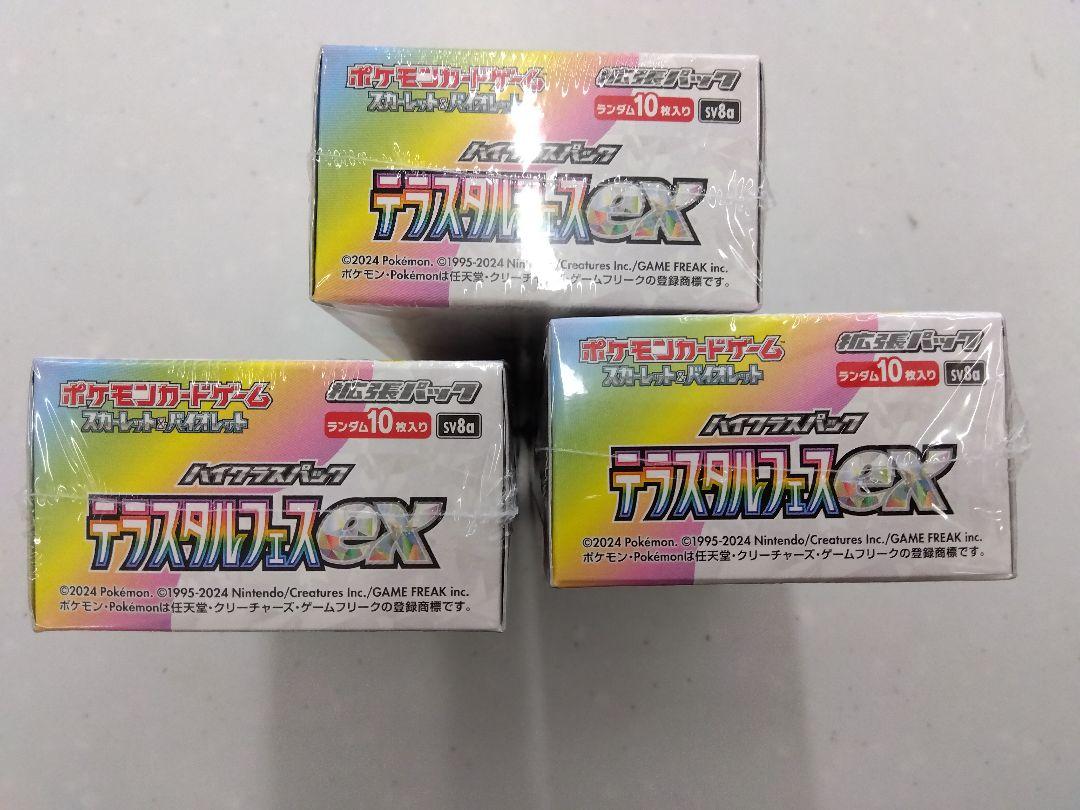 ポケモンカードゲーム
スカーレット&バイオレット
拡張パック
ランダム10枚入り sv8a
ハイクラスパック
テラスタルフェスex
©2024 Pokémon. ©1995-2024 Nintendo/Creatures Inc./GAME FREAK inc.
ポケモン・Pokémonは任天堂・クリーチャーズ・ゲームフリークの登録商標です。
ポケモンカードゲーム
スカーレット&バイオレット
拡張パック
ランダム10枚入り sv8a
ハイクラスパック
テラスタルフェスex
©2024 Pokémon. ©1995-2024 Nintendo/Creatures Inc./GAME FREAK inc.
ポケモン・Pokémonは任天堂・クリーチャーズ・ゲームフリークの登録商標です。
ポケモンカードゲーム
スカーレット&バイオレット
拡張パック
ランダム10枚入り sv8a
ハイクラスパック
テラスタルフェスex
©2024 Pokémon. ©1995-2024 Nintendo/Creatures Inc./GAME FREAK inc.
ポケモン・Pokémonは任天堂・クリーチャーズ・ゲームフリークの登録商標です。